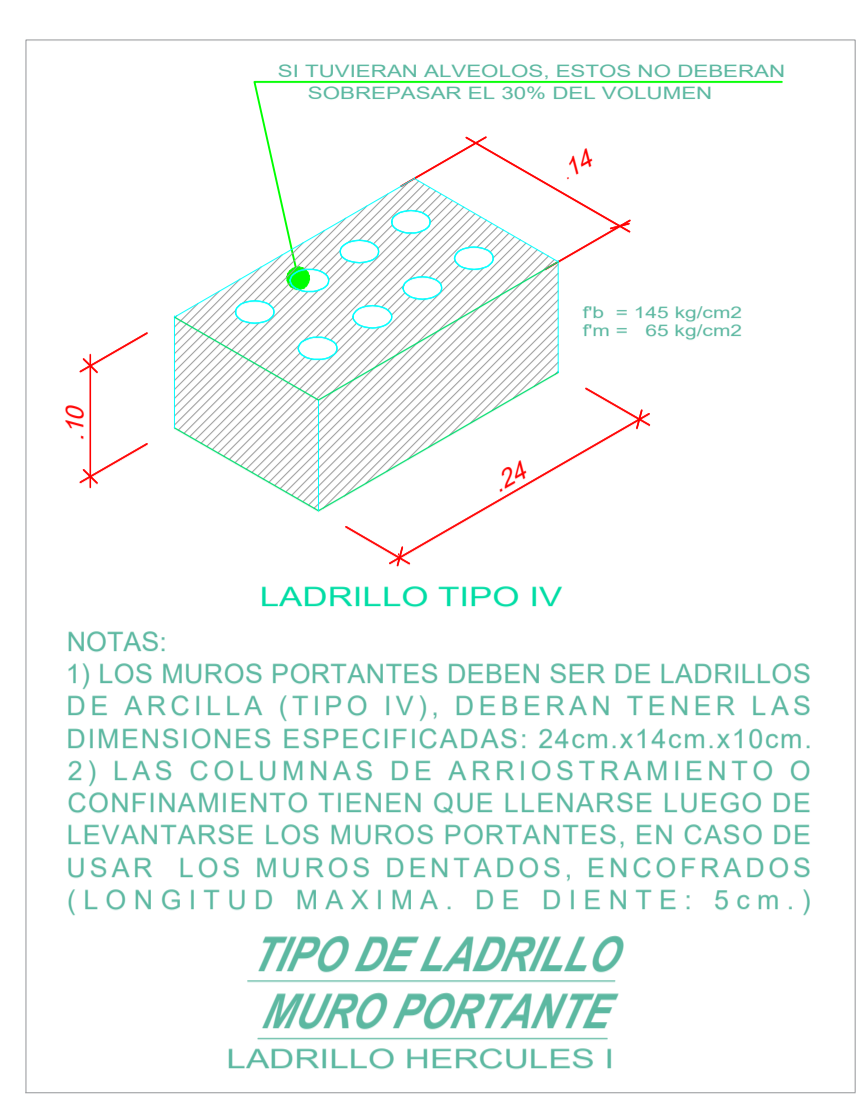 SI TUVIERAN ALVEOLOS, ESTOS NO DEBERAN
SOBREPASAR EL 30% DEL VOLUMEN
.14
f'b = 145 kg/cm2
f'm = 65 kg/cm2
.10
.24
LADRILLO TIPO IV
NOTAS:
1) LOS MUROS PORTANTES DEBEN SER DE LADRILLOS
DE ARCILLA (TIPO IV), DEBERAN TENER LAS
DIMENSIONES ESPECIFICADAS: 24cm.x14cm.x10cm.
2) LAS COLUMNAS DE ARRIOSTRAMIENTO O
CONFINAMIENTO TIENEN QUE LLENARSE LUEGO DE
LEVANTARSE LOS MUROS PORTANTES, EN CASO DE
USAR LOS MUROS DENTADOS, ENCOFRADOS
(LONGITUD MAXIMA. DE DIENTE: 5cm.)
TIPO DE LADRILLO
MURO PORTANTE
LADRILLO HERCULES I